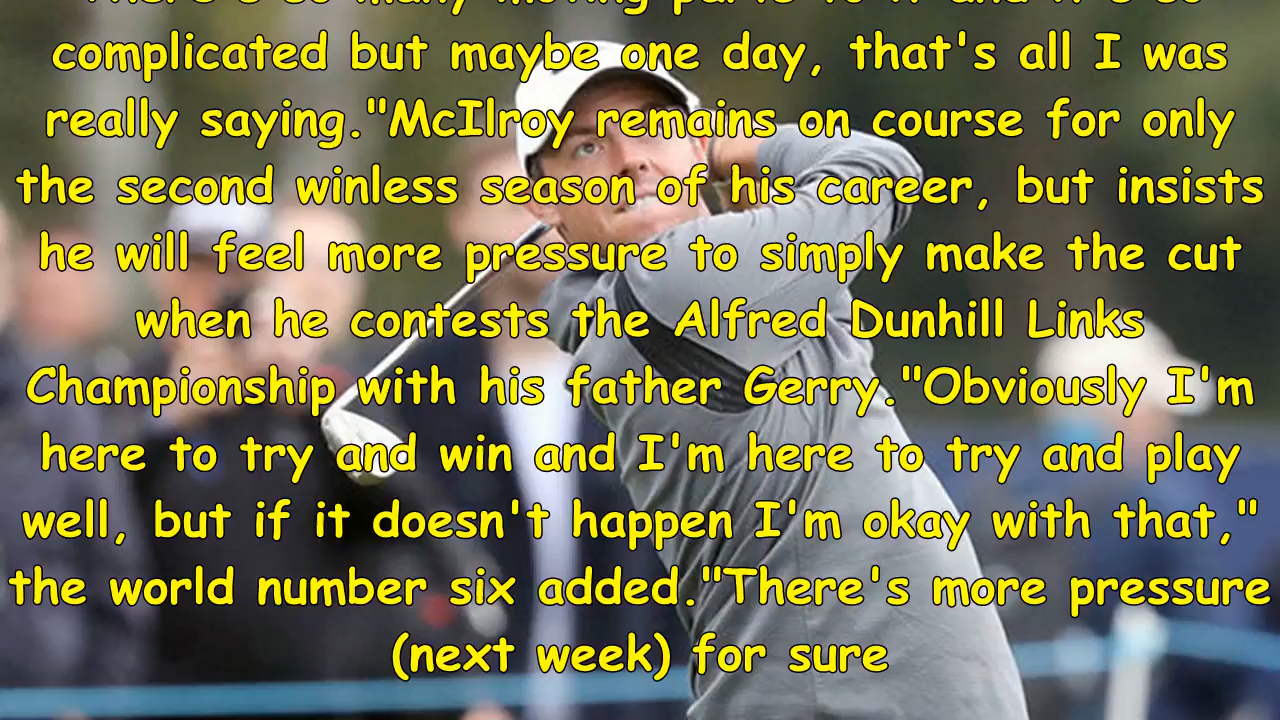 complicated but maybe one day, that's all I was
really saying."McIlroy remains on course for only
the second winless season of his career, but insists
he will feel more pressure to simply make the cut
when he contests the Alfred Dunhill Links
Championship with his father Gerry."Obviously I'm
here to try and win and I'm here to try and play
well, but if it doesn't happen I'm okay with that,"
the world number six added."There's more pressure
(next week) for sure